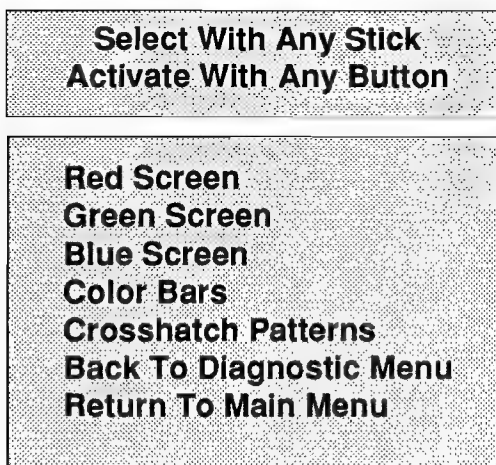 Select With Any Stick
Activate With Any Button
Red Screen
Green Screen
Blue Screen
Color Bars
Crosshatch Patterns
Back To Diagnostic Menu
Return To Main Menu